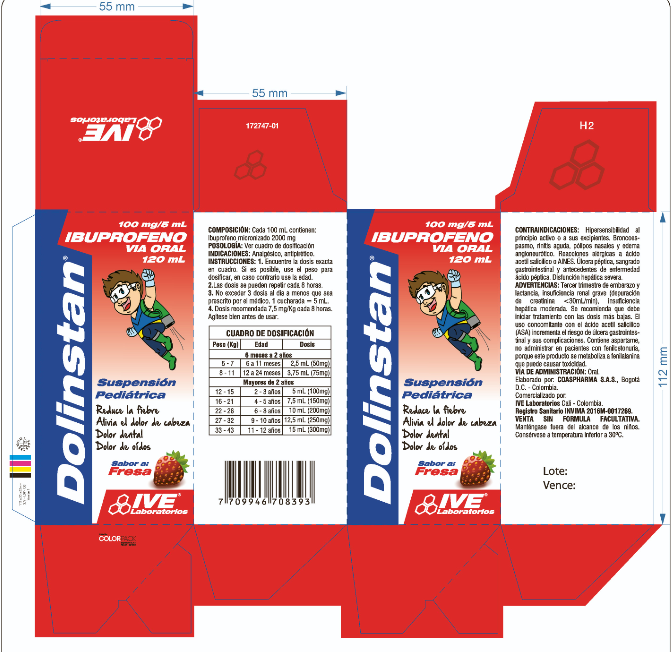 55 mm
55 mm
IVE®
Laboratorios
172747-01
H2
100 mg/5 mL
IBUPROFENO
VIA ORAL
120 mL
Dolinstan®
Suspensión
Pediátrica
Reduce la fiebre
Alivia el dolor de cabeza
Dolor dental
Dolor de oídos
Sabor a:
Fresa
IVE®
Laboratorios
COMPOSICIÓN: Cada 100 mL contienen:
Ibuprofeno micronizado 2000 mg
POSOLOGÍA: Ver cuadro de dosificación
INDICACIONES: Analgésico, antipirético.
INSTRUCCIONES: 1. Encuentre la dosis exacta
en cuadro. Si es posible, use el peso para
dosificar, en caso contrario use la edad.
2.Las dosis se pueden repetir cada 8 horas.
3. No exceder 3 dosis al día a menos que sea
prescrito por el médico. 1 cucharada = 5 mL.
4. Dosis recomendada 7,5 mg/Kg cada 8 horas.
Agítese bien antes de usar.
CUADRO DE DOSIFICACIÓN
Peso (Kg) Edad Dosis
6 meses a 2 años
5 - 7 6 a 11 meses 2,5 mL (50mg)
8 - 11 12 a 24 meses 3,75 mL (75mg)
Mayores de 2 años
12 - 15 2 - 3 años 5 mL (100mg)
16 - 21 4 - 5 años 7,5 mL (150mg)
22 - 26 6 - 8 años 10 mL (200mg)
27 - 32 9 - 10 años 12,5 mL (250mg)
33 - 43 11 - 12 años 15 mL (300mg)
7 709946 708393
100 mg/5 mL
IBUPROFENO
VIA ORAL
120 mL
Dolinstan®
Suspensión
Pediátrica
Reduce la fiebre
Alivia el dolor de cabeza
Dolor dental
Dolor de oídos
Sabor a:
Fresa
IVE®
Laboratorios
CONTRAINDICACIONES: Hipersensibilidad al
principio activo o a sus excipientes. Broncoes-
pasmo, rinitis aguda, pólipos nasales y edema
angioneurótico. Reacciones alérgicas a ácido
acetil salicílico o AINES. Úlcera péptica, sangrado
gastrointestinal y antecedentes de enfermedad
ácido péptica. Disfunción hepática severa.
ADVERTENCIAS: Tercer trimestre de embarazo y
lactancia, insuficiencia renal grave (depuración
de creatinina <30mL/min), Insuficiencia
hepática moderada. Se recomienda que debe
iniciar tratamiento con las dosis más bajas. El
uso concomitante con el ácido acetil salicílico
(ASA) incrementa el riesgo de úlcera gastrointes-
tinal y sus complicaciones. Contiene aspartame,
no administrar en pacientes con fenilcetonuria,
porque este producto se metaboliza a fenilalanina
que puede causar toxicidad.
VÍA DE ADMINISTRACIÓN: Oral.
Elaborado por: COASPHARMA S.A.S., Bogotá
D.C. - Colombia.
Comercializado por:
IVE Laboratorios Cali - Colombia.
Registro Sanitario INVIMA 2016M-0017269.
VENTA SIN FORMULA FACULTATIVA.
Manténgase fuera del alcance de los niños.
Consérvese a temperatura inferior a 30ºC.
Lote:
Vence:
112 mm
COLORPACK